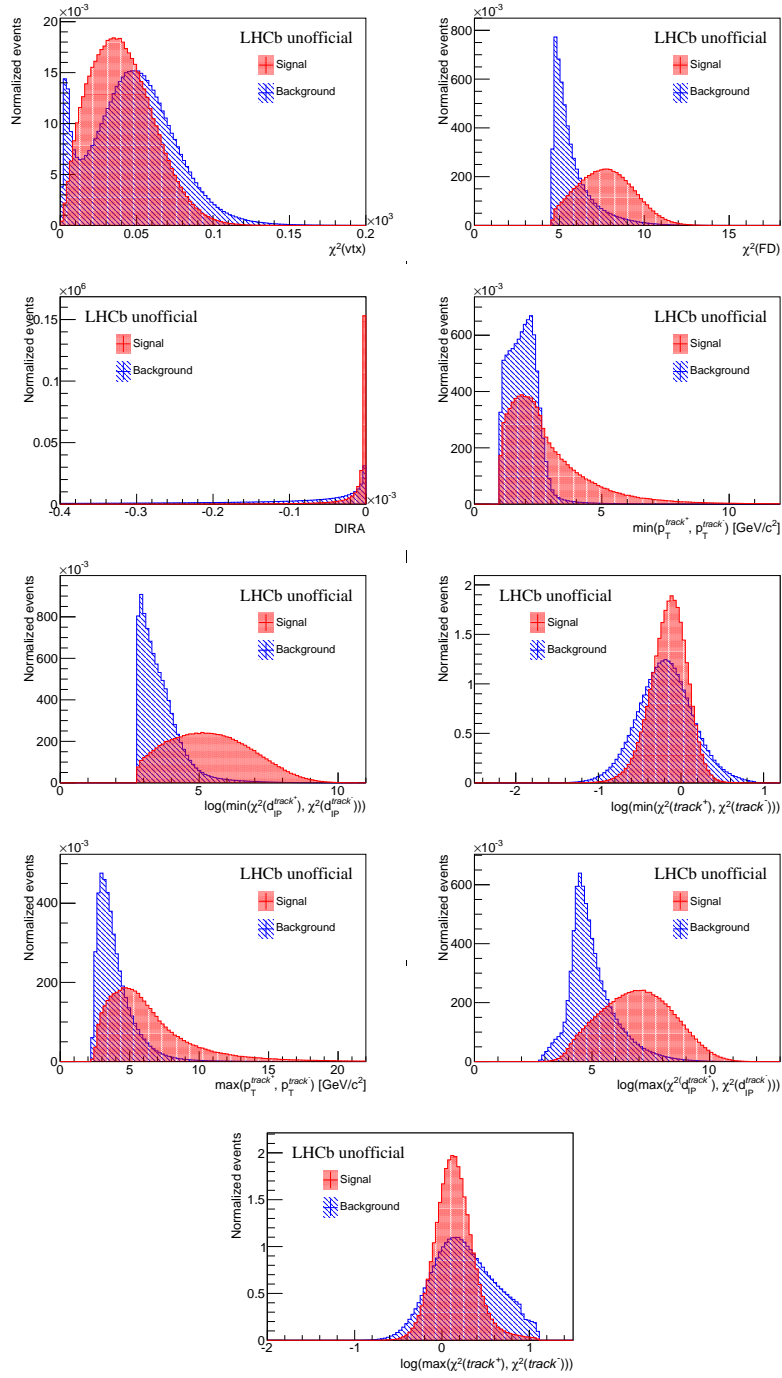 ×10⁻³
20
15
10
5
0
Normalized events
LHCb unofficial
Signal
Background
0 0.05 0.1 0.15 0.2
×10⁻³
χ²(vtx)
×10⁻³
800
600
400
200
0
Normalized events
LHCb unofficial
Signal
Background
5 10 15
χ²(FD)
×10⁶
0.15
0.1
0.05
0
Normalized events
LHCb unofficial
Signal
Background
-0.4 -0.3 -0.2 -0.1 0
×10⁻³
DIRA
×10⁻³
600
400
200
0
Normalized events
LHCb unofficial
Signal
Background
0 5 10
min(p_T^{track⁺}, p_T^{track⁻}) [GeV/c²]
×10⁻³
800
600
400
200
0
Normalized events
LHCb unofficial
Signal
Background
0 5 10
log(min(χ²(d_IP^{track⁺}), χ²(d_IP^{track⁻})))
2
1.5
1
0.5
0
Normalized events
LHCb unofficial
Signal
Background
-2 -1 0 1
log(min(χ²(track⁺), χ²(track⁻)))
×10⁻³
400
200
0
Normalized events
LHCb unofficial
Signal
Background
0 5 10 15 20
max(p_T^{track⁺}, p_T^{track⁻}) [GeV/c²]
×10⁻³
600
400
200
0
Normalized events
LHCb unofficial
Signal
Background
0 5 10
log(max(χ²(d_IP^{track⁺}), χ²(d_IP^{track⁻})))
2
1.5
1
0.5
0
Normalized events
LHCb unofficial
Signal
Background
-2 -1 0 1
log(max(χ²(track⁺), χ²(track⁻)))